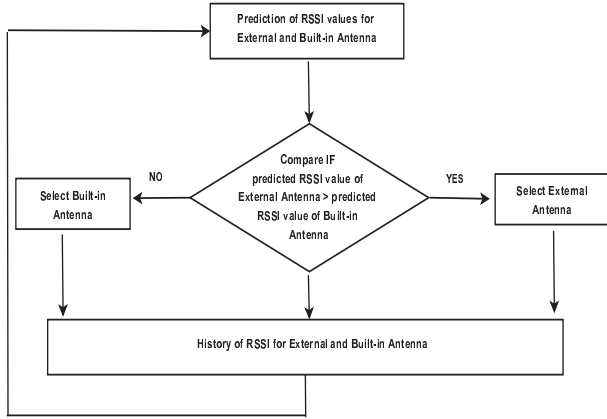 Prediction of RSSI values for
External and Built-in Antenna
Compare IF
predicted RSSI value of
External Antenna > predicted
RSSI value of Built-in
Antenna
NO
YES
Select Built-in
Antenna
Select External
Antenna
History of RSSI for External and Built-in Antenna